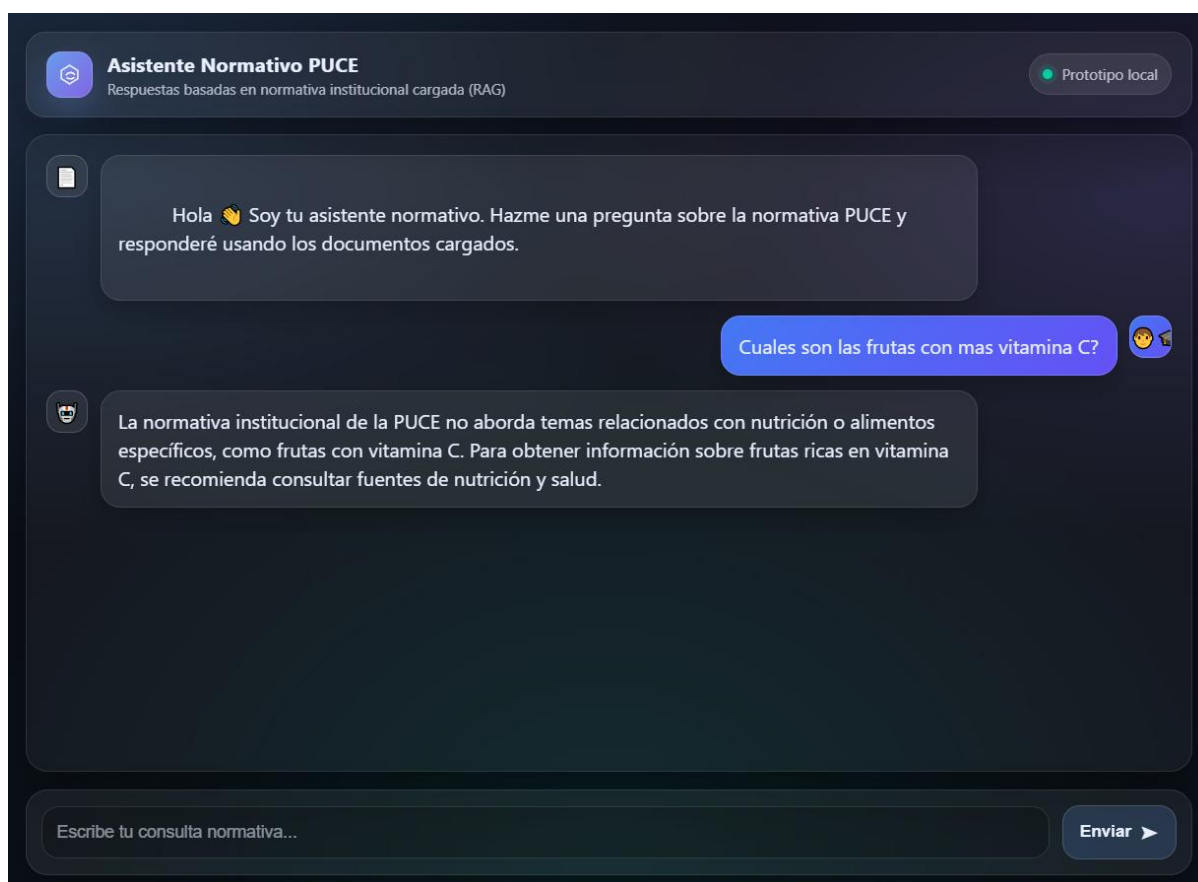 Asistente Normativo PUCE
Respuestas basadas en normativa institucional cargada (RAG)
Prototipo local
Hola 👋 Soy tu asistente normativo. Hazme una pregunta sobre la normativa PUCE y
responderé usando los documentos cargados.
Cuales son las frutas con mas vitamina C?
La normativa institucional de la PUCE no aborda temas relacionados con nutrición o alimentos
específicos, como frutas con vitamina C. Para obtener información sobre frutas ricas en vitamina
C, se recomienda consultar fuentes de nutrición y salud.
Escribe tu consulta normativa...
Enviar ➤